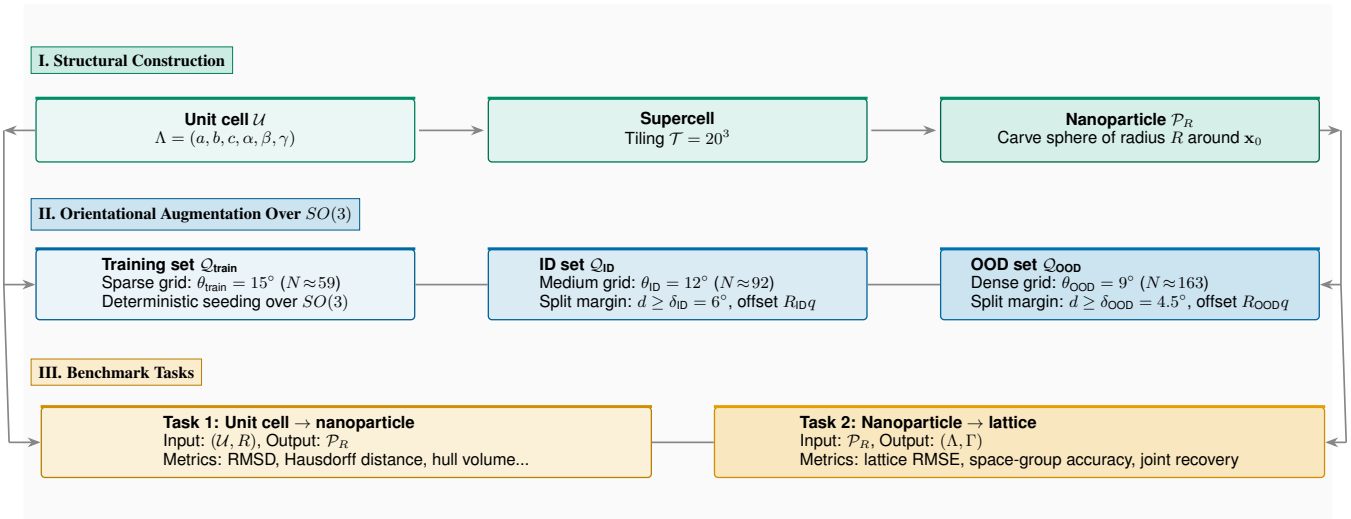 I. Structural Construction
Unit cell 𝒰
Λ = (a, b, c, α, β, γ)
Supercell
Tiling 𝒯 = 20³
Nanoparticle 𝒫_R
Carve sphere of radius R around x₀
II. Orientational Augmentation Over SO(3)
Training set 𝒬_train
Sparse grid: θ_train = 15° (N≈59)
Deterministic seeding over SO(3)
ID set 𝒬_ID
Medium grid: θ_ID = 12° (N≈92)
Split margin: d ≥ δ_ID = 6°, offset R_ID q
OOD set 𝒬_OOD
Dense grid: θ_OOD = 9° (N≈163)
Split margin: d ≥ δ_OOD = 4.5°, offset R_OOD q
III. Benchmark Tasks
Task 1: Unit cell → nanoparticle
Input: (𝒰, R), Output: 𝒫_R
Metrics: RMSD, Hausdorff distance, hull volume...
Task 2: Nanoparticle → lattice
Input: 𝒫_R, Output: (Λ, Γ)
Metrics: lattice RMSE, space-group accuracy, joint recovery